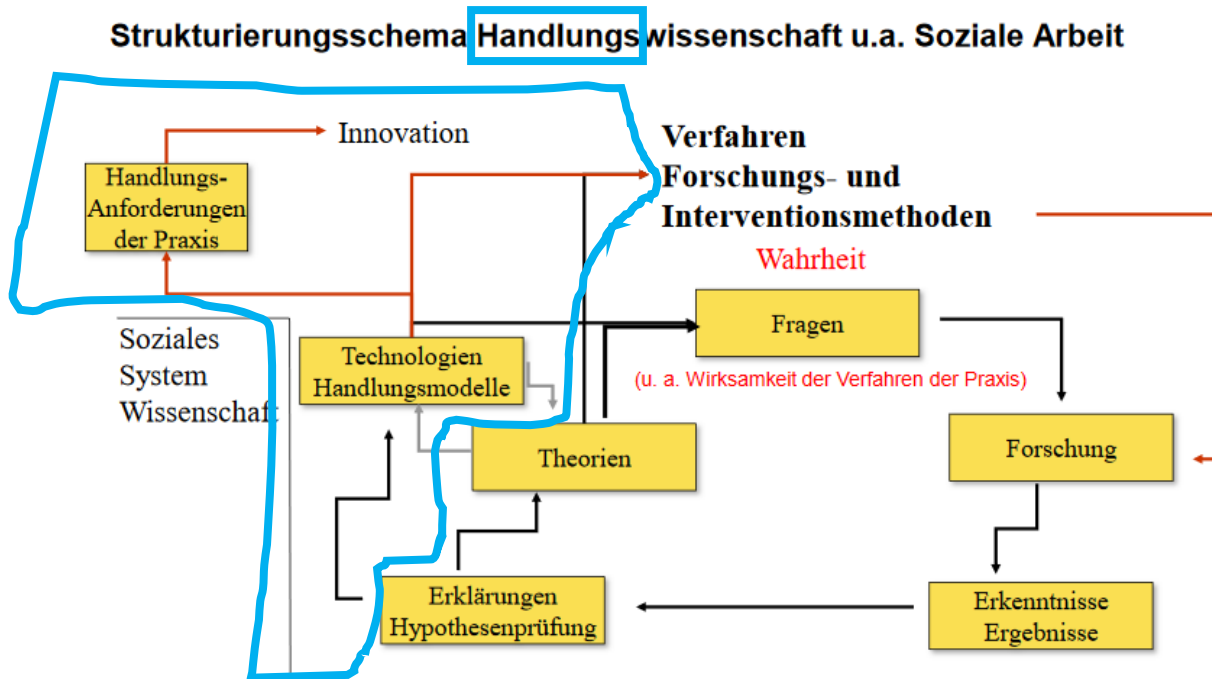 Strukturierungsschema Handlungswissenschaft u.a. Soziale Arbeit
Innovation
Handlungs-
Anforderungen
der Praxis
Verfahren
Forschungs- und
Interventionsmethoden
Wahrheit
Fragen
(u. a. Wirksamkeit der Verfahren der Praxis)
Soziales
System
Wissenschaft
Technologien
Handlungsmodelle
Theorien
Forschung
Erklärungen
Hypothesenprüfung
Erkenntnisse
Ergebnisse